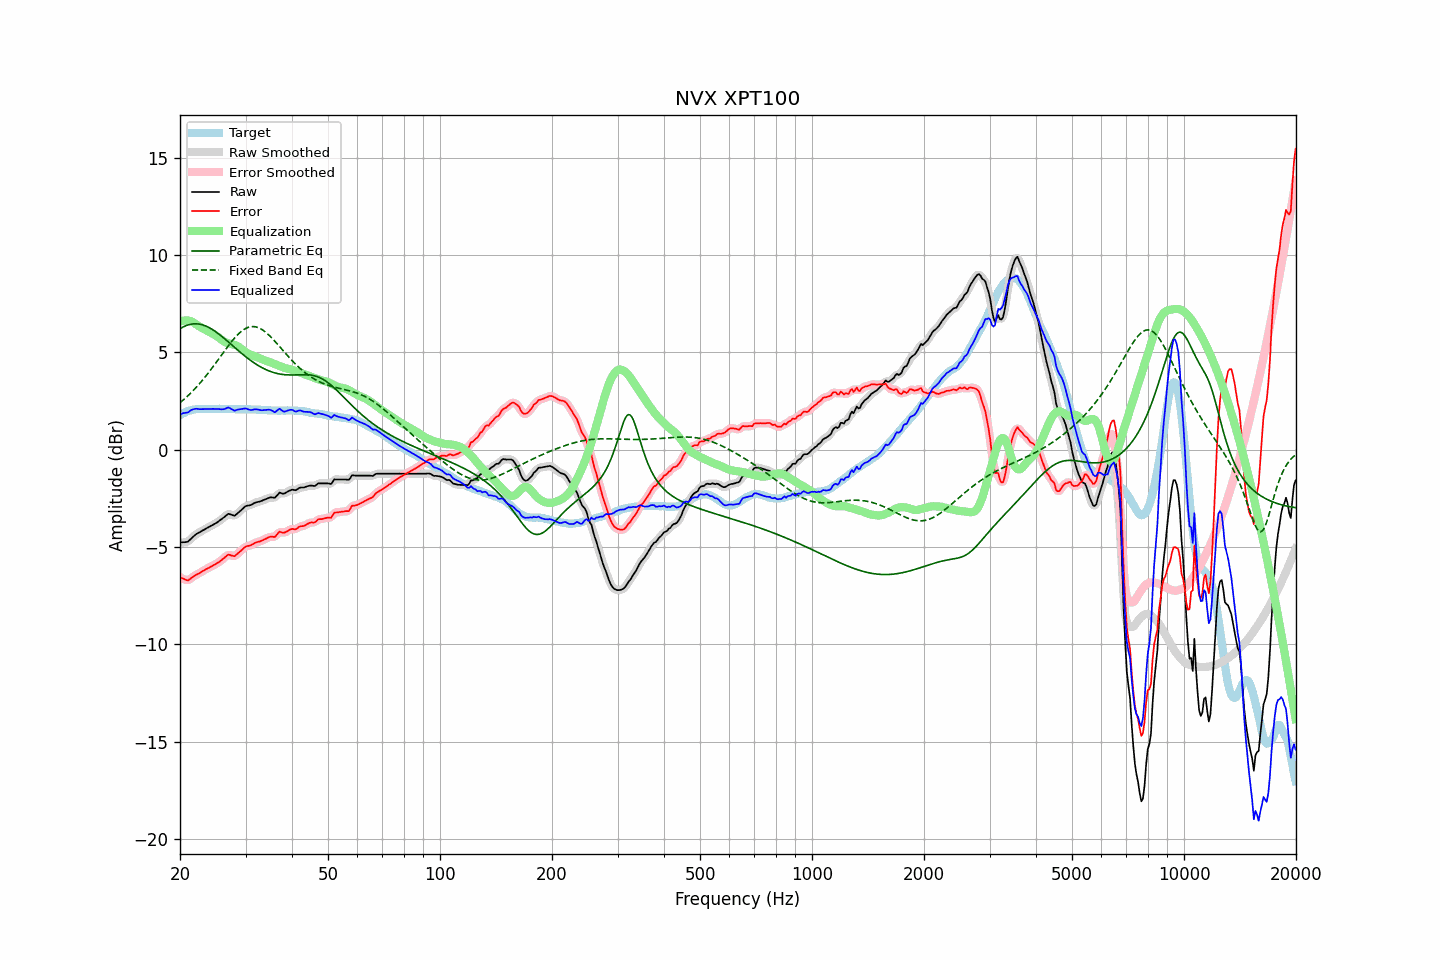 NVX XPT100
Target
Raw Smoothed
Error Smoothed
Raw
Error
Equalization
Parametric Eq
Fixed Band Eq
Equalized
15
10
5
0
−5
−10
−15
−20
Amplitude (dBr)
20
50
100
200
500
1000
2000
5000
10000
20000
Frequency (Hz)